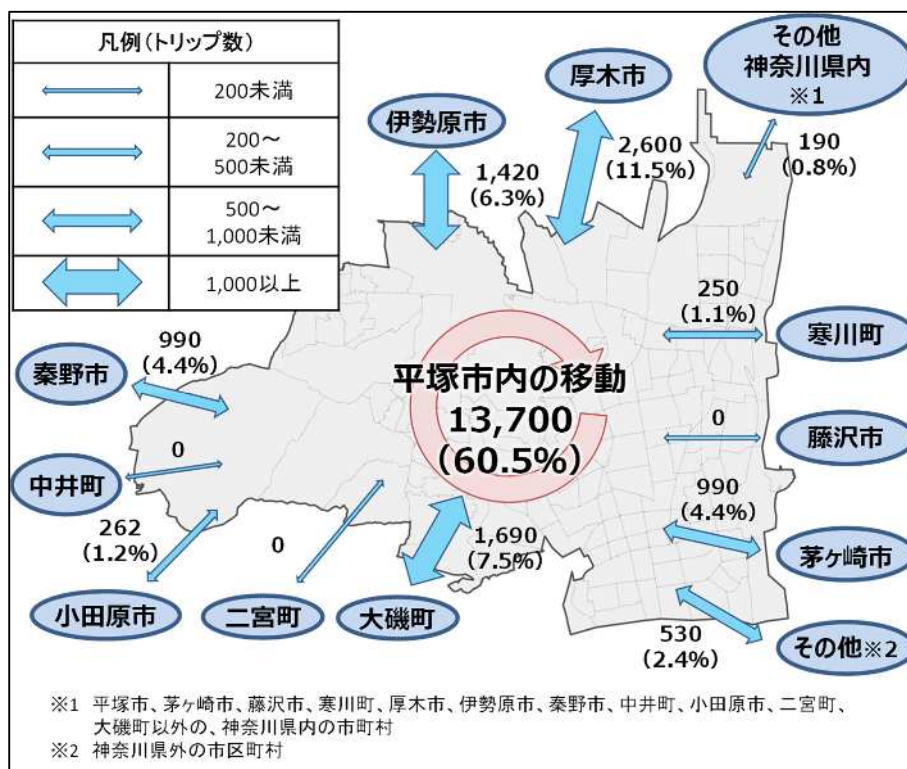 凡例(トリップ数)
200未満
200～
500未満
500～
1,000未満
1,000以上
その他
神奈川県内
※1
190
(0.8%)
厚木市
2,600
(11.5%)
伊勢原市
1,420
(6.3%)
250
(1.1%)
寒川町
990
(4.4%)
秦野市
平塚市内の移動
13,700
(60.5%)
0
藤沢市
0
中井町
990
(4.4%)
茅ヶ崎市
262
(1.2%)
小田原市
0
二宮町
1,690
(7.5%)
大磯町
530
(2.4%)
その他※2
※1 平塚市、茅ヶ崎市、藤沢市、寒川町、厚木市、伊勢原市、秦野市、中井町、小田原市、二宮町、
大磯町以外の、神奈川県内の市町村
※2 神奈川県外の市区町村